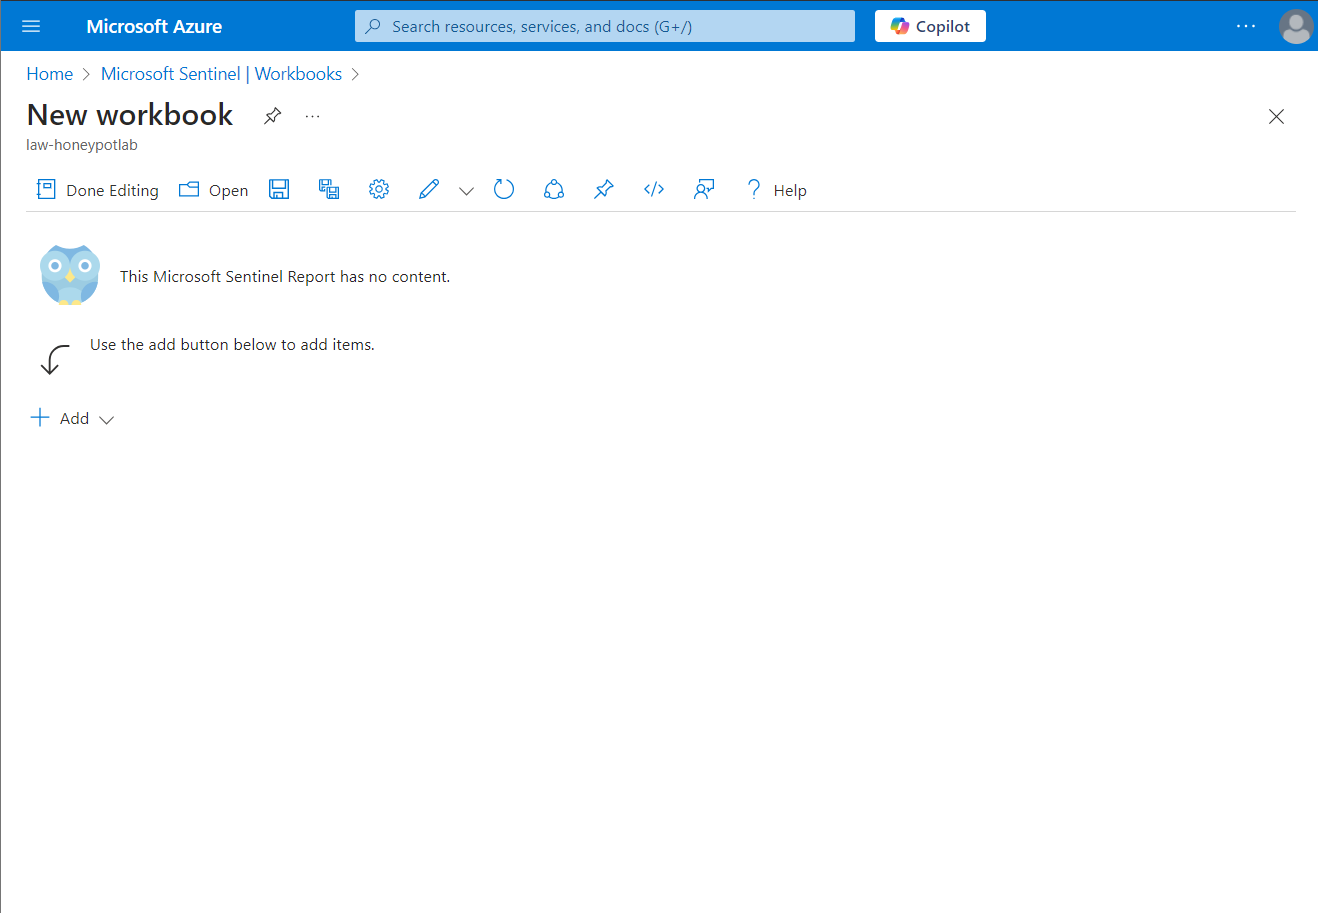 Microsoft Azure
Search resources, services, and docs (G+/)
Copilot
Home > Microsoft Sentinel | Workbooks >
New workbook
law-honeypotlab
Done Editing Open </> ? Help
This Microsoft Sentinel Report has no content.
Use the add button below to add items.
+ Add